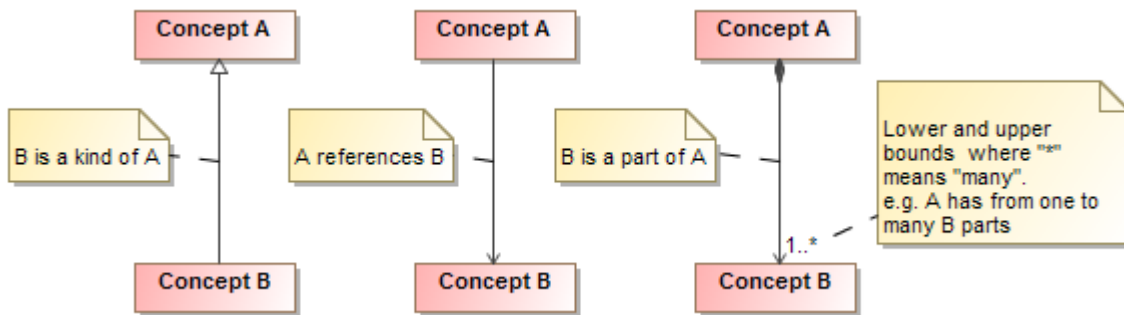 Concept A
Concept A
Concept A
B is a kind of A
A references B
B is a part of A
Lower and upper
bounds  where "*"
means "many".
e.g. A has from one to
many B parts
1..*
Concept B
Concept B
Concept B